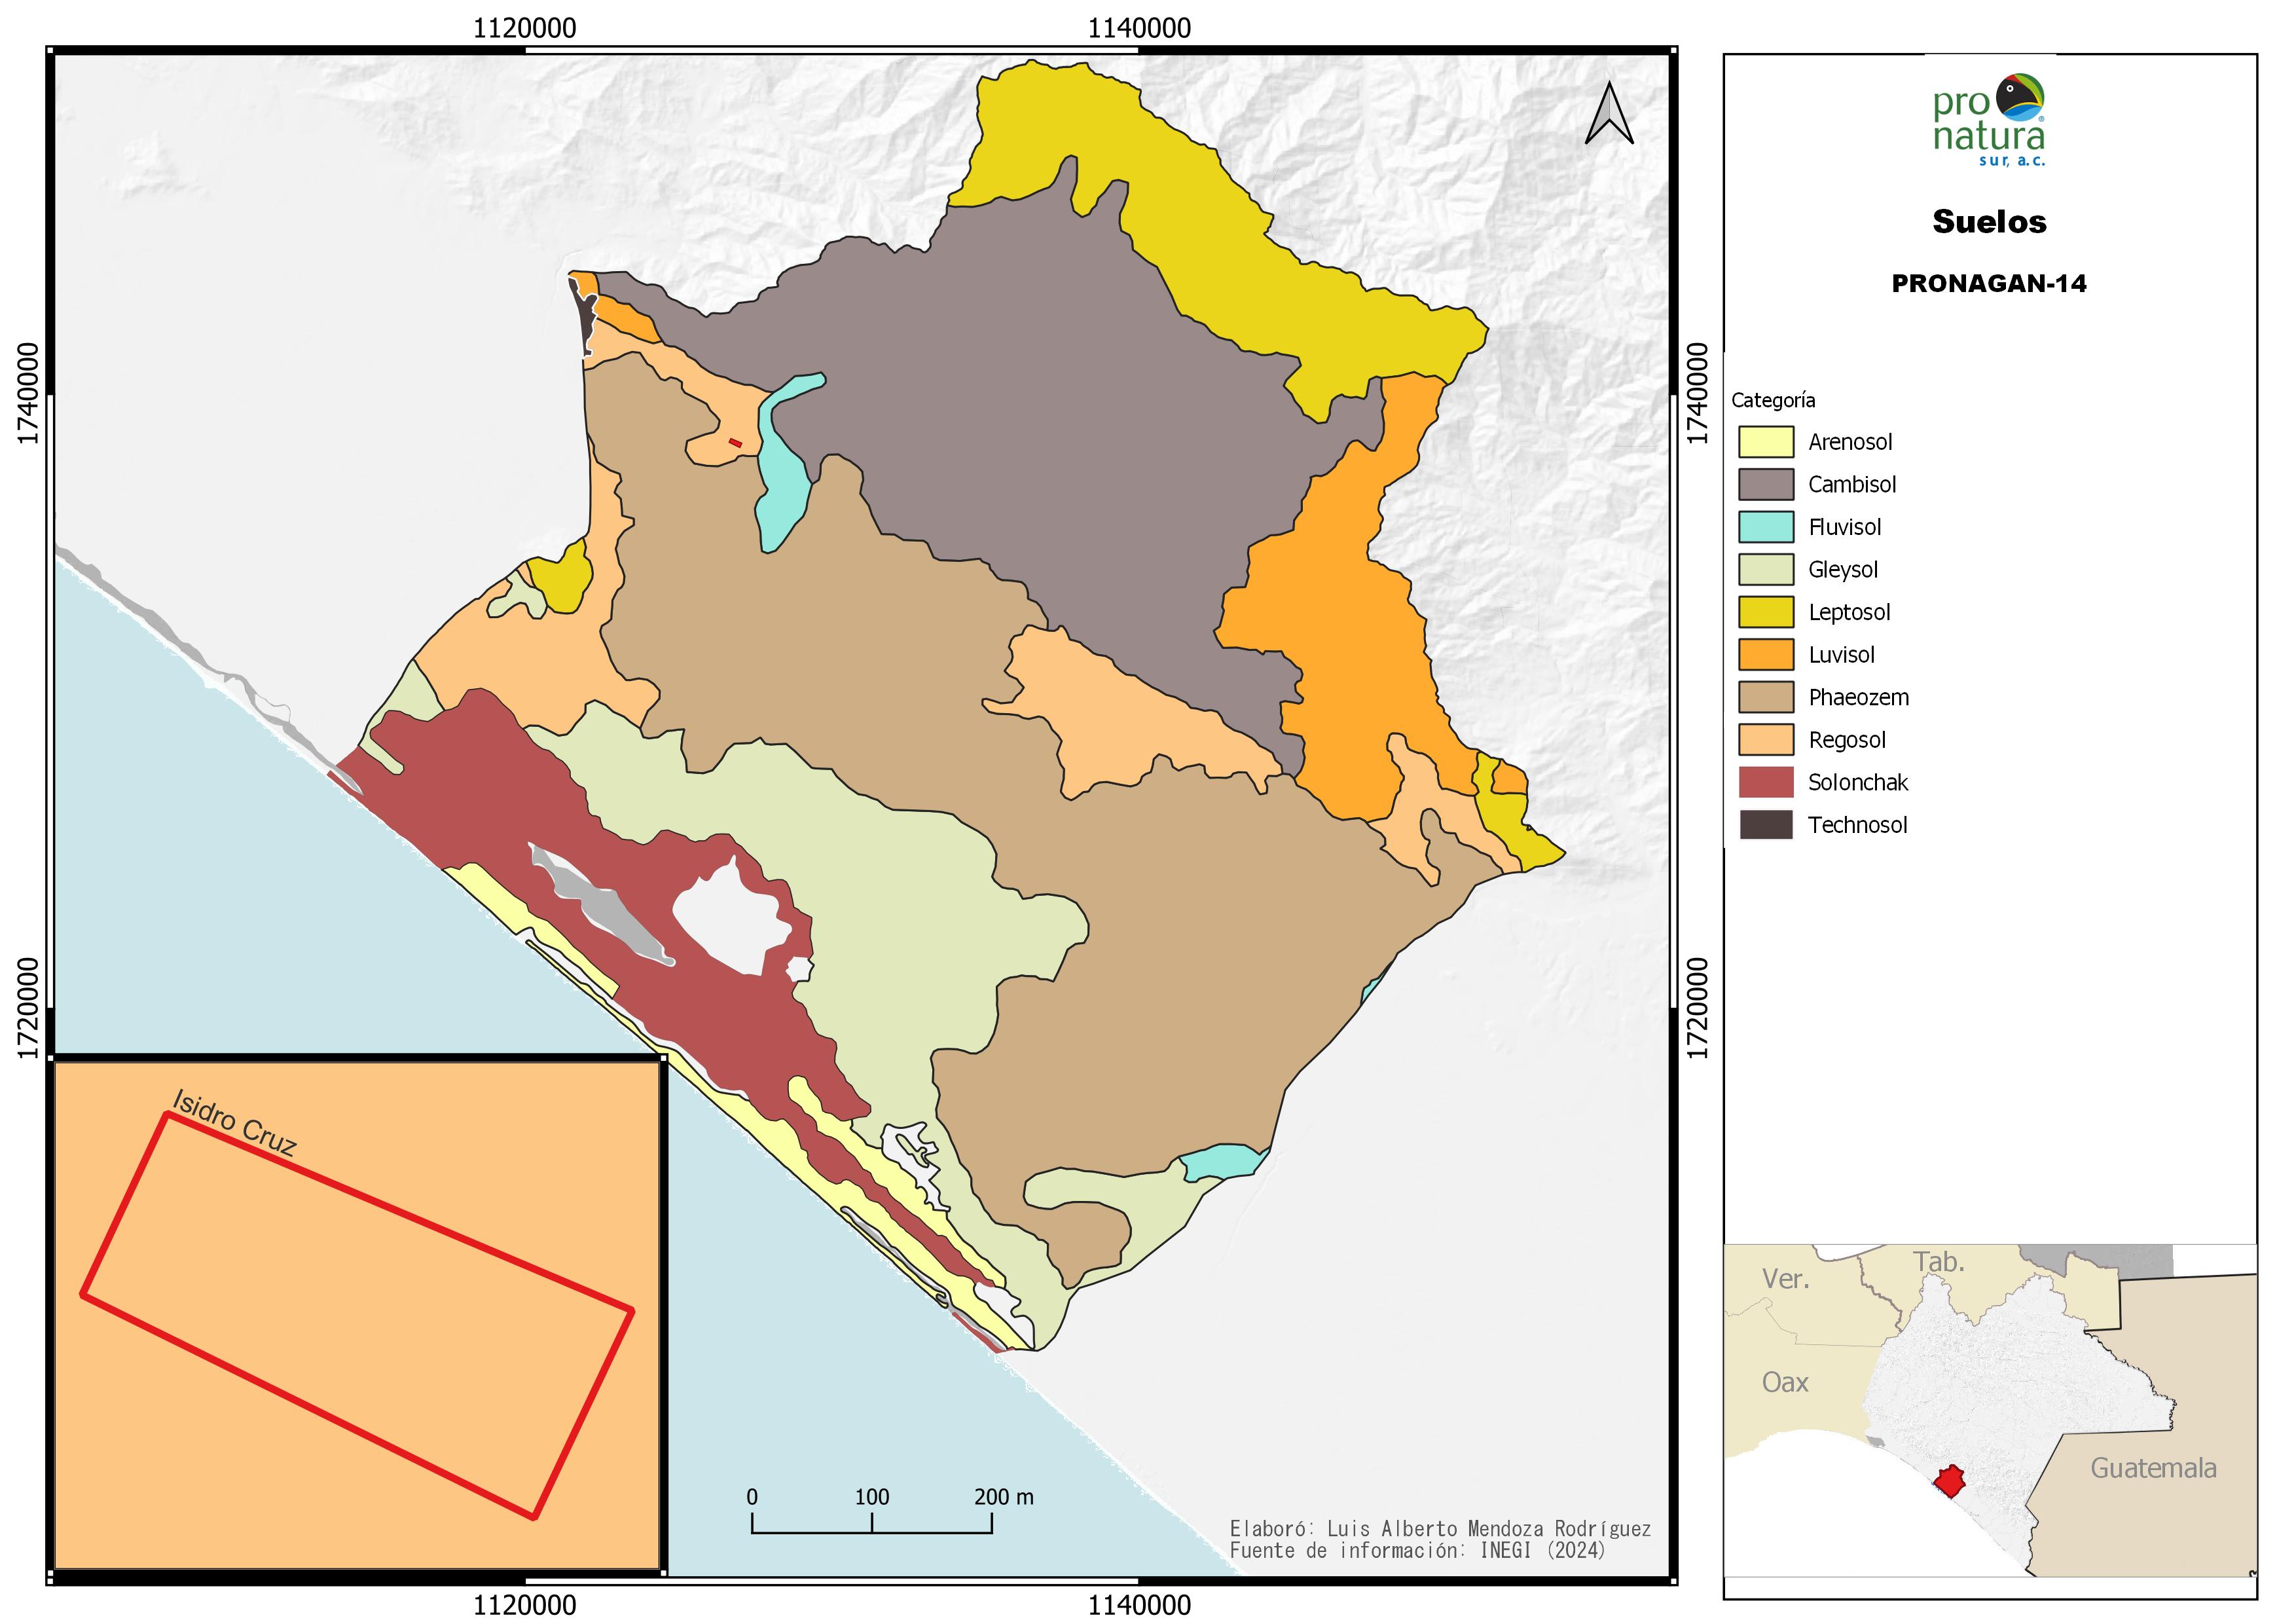 1120000
1140000
1740000
1740000
1720000
1720000
1120000
1140000
Isidro Cruz
0
100
200 m
Elaboró: Luis Alberto Mendoza Rodríguez
Fuente de información: INEGI (2024)
pro
natura
sur, a.c.
Suelos
PRONAGAN-14
Categoría
Arenosol
Cambisol
Fluvisol
Gleysol
Leptosol
Luvisol
Phaeozem
Regosol
Solonchak
Technosol
Ver.
Tab.
Oax
Guatemala